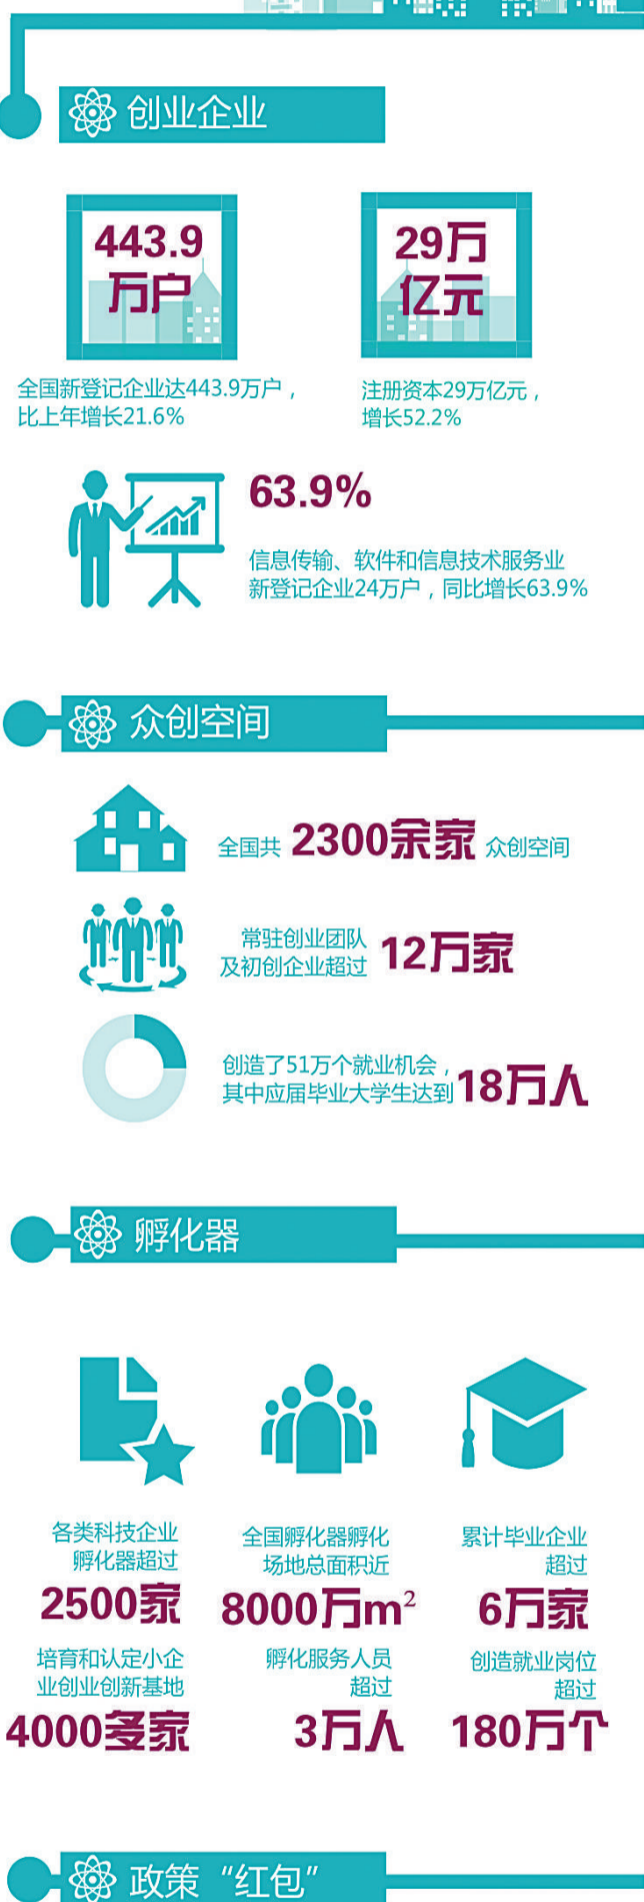 创业企业
443.9
万户
29万
亿元
全国新登记企业达443.9万户，
比上年增长21.6%
注册资本29万亿元，
增长52.2%
63.9%
信息传输、软件和信息技术服务业
新登记企业24万户，同比增长63.9%
众创空间
全国共 2300余家 众创空间
常驻创业团队
及初创企业超过 12万家
创造了51万个就业机会，
其中应届毕业大学生达到 18万人
孵化器
各类科技企业
孵化器超过
2500家
培育和认定小企
业创业创新基地
4000多家
全国孵化器孵化
场地总面积近
8000万m²
孵化服务人员
超过
3万人
累计毕业企业
超过
6万家
创造就业岗位
超过
180万个
政策“红包”